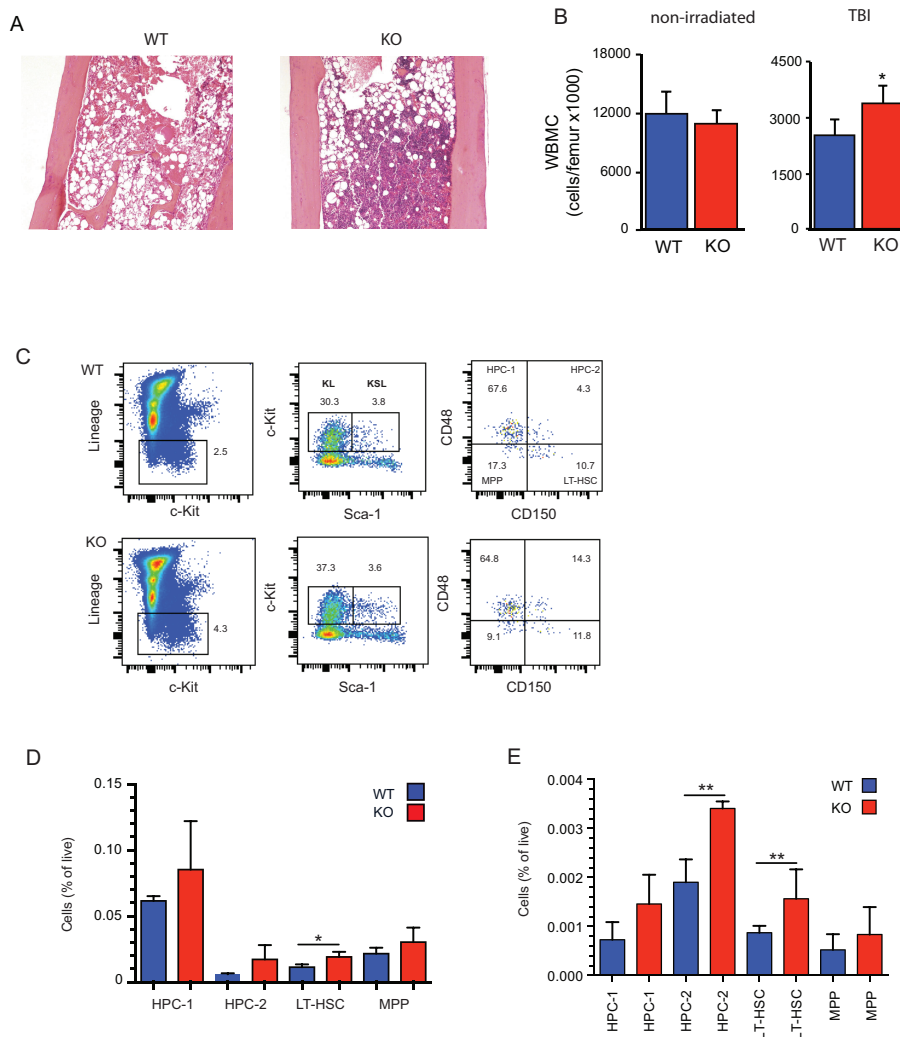 A
WT
KO
B
non-irradiated
TBI
WBMC
(cells/femur x1000)
18000
12000
6000
0
WT
KO
4500
3000
1500
0
*
WT
KO
C
WT
Lineage
2.5
c-Kit
c-Kit
KL
KSL
30.3
3.8
Sca-1
CD48
HPC-1
HPC-2
67.6
4.3
17.3
10.7
MPP
LT-HSC
CD150
KO
Lineage
4.3
c-Kit
c-Kit
37.3
3.6
Sca-1
CD48
64.8
14.3
9.1
11.8
CD150
D
Cells (% of live)
0.15
0.10
0.05
0
WT
KO
*
HPC-1
HPC-2
LT-HSC
MPP
E
Cells (% of live)
0.004
0.003
0.002
0.001
0.000
WT
KO
**
**
HPC-1
HPC-1
HPC-2
HPC-2
LT-HSC
LT-HSC
MPP
MPP